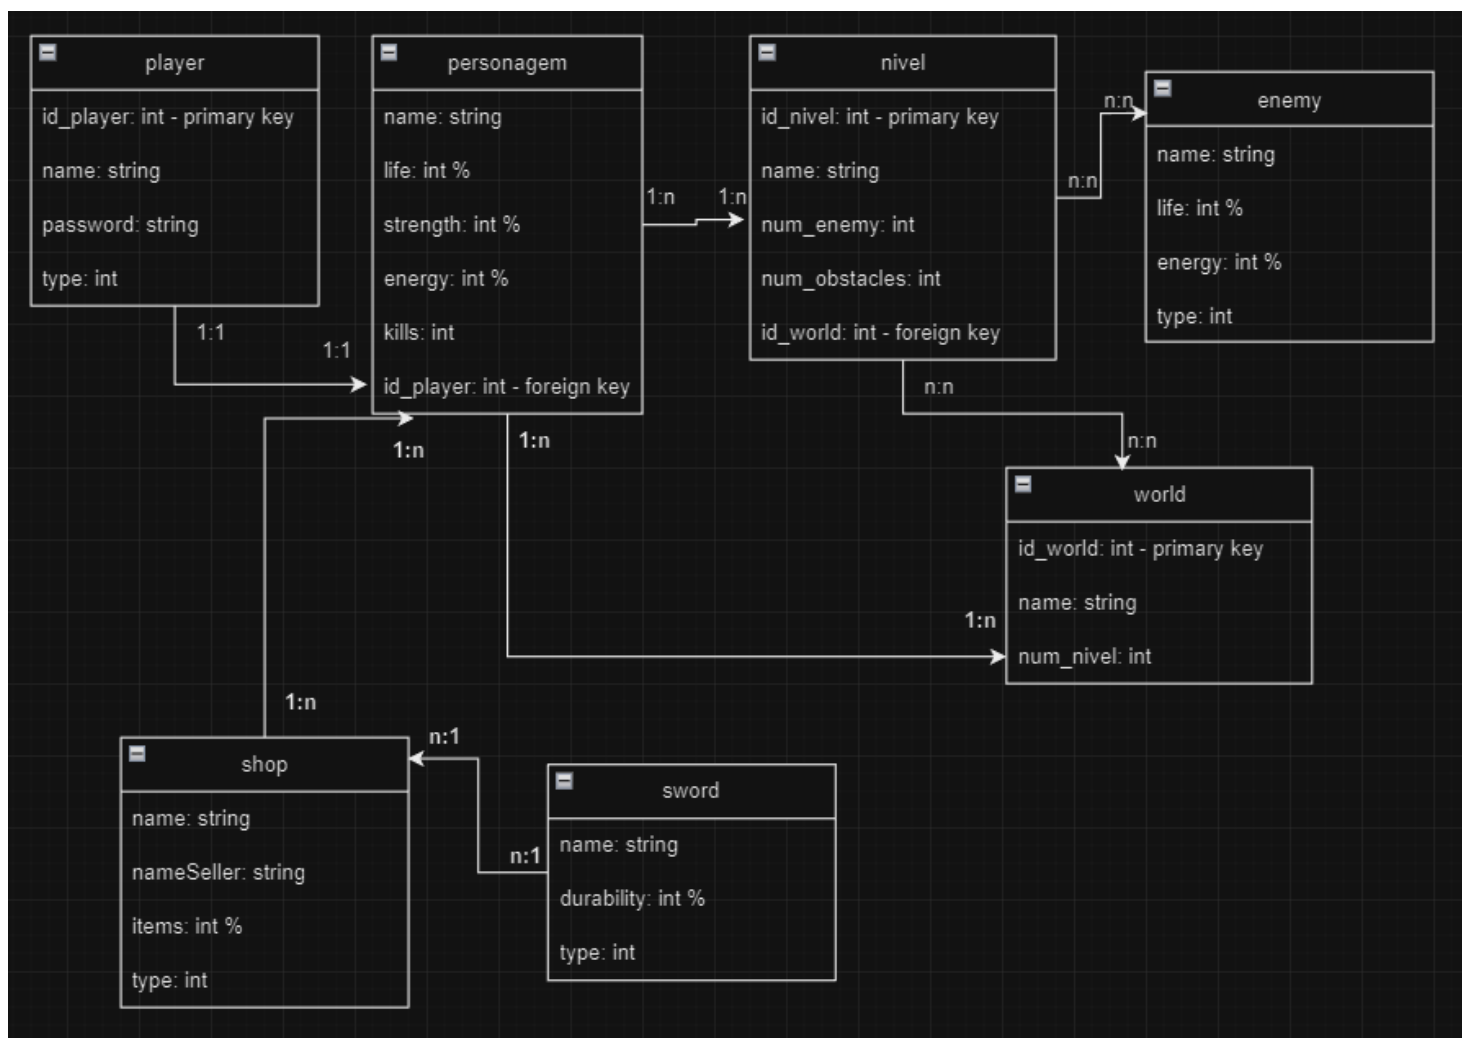 player
id_player: int - primary key
name: string
password: string
type: int
1:1
1:1
personagem
name: string
life: int %
strength: int %
energy: int %
kills: int
id_player: int - foreign key
1:n
1:n
1:n
1:n
nivel
id_nivel: int - primary key
name: string
num_enemy: int
num_obstacles: int
id_world: int - foreign key
n:n
n:n
enemy
name: string
life: int %
energy: int %
type: int
n:n
n:n
world
id_world: int - primary key
name: string
num_nivel: int
1:n
1:n
shop
name: string
nameSeller: string
items: int %
type: int
n:1
n:1
sword
name: string
durability: int %
type: int